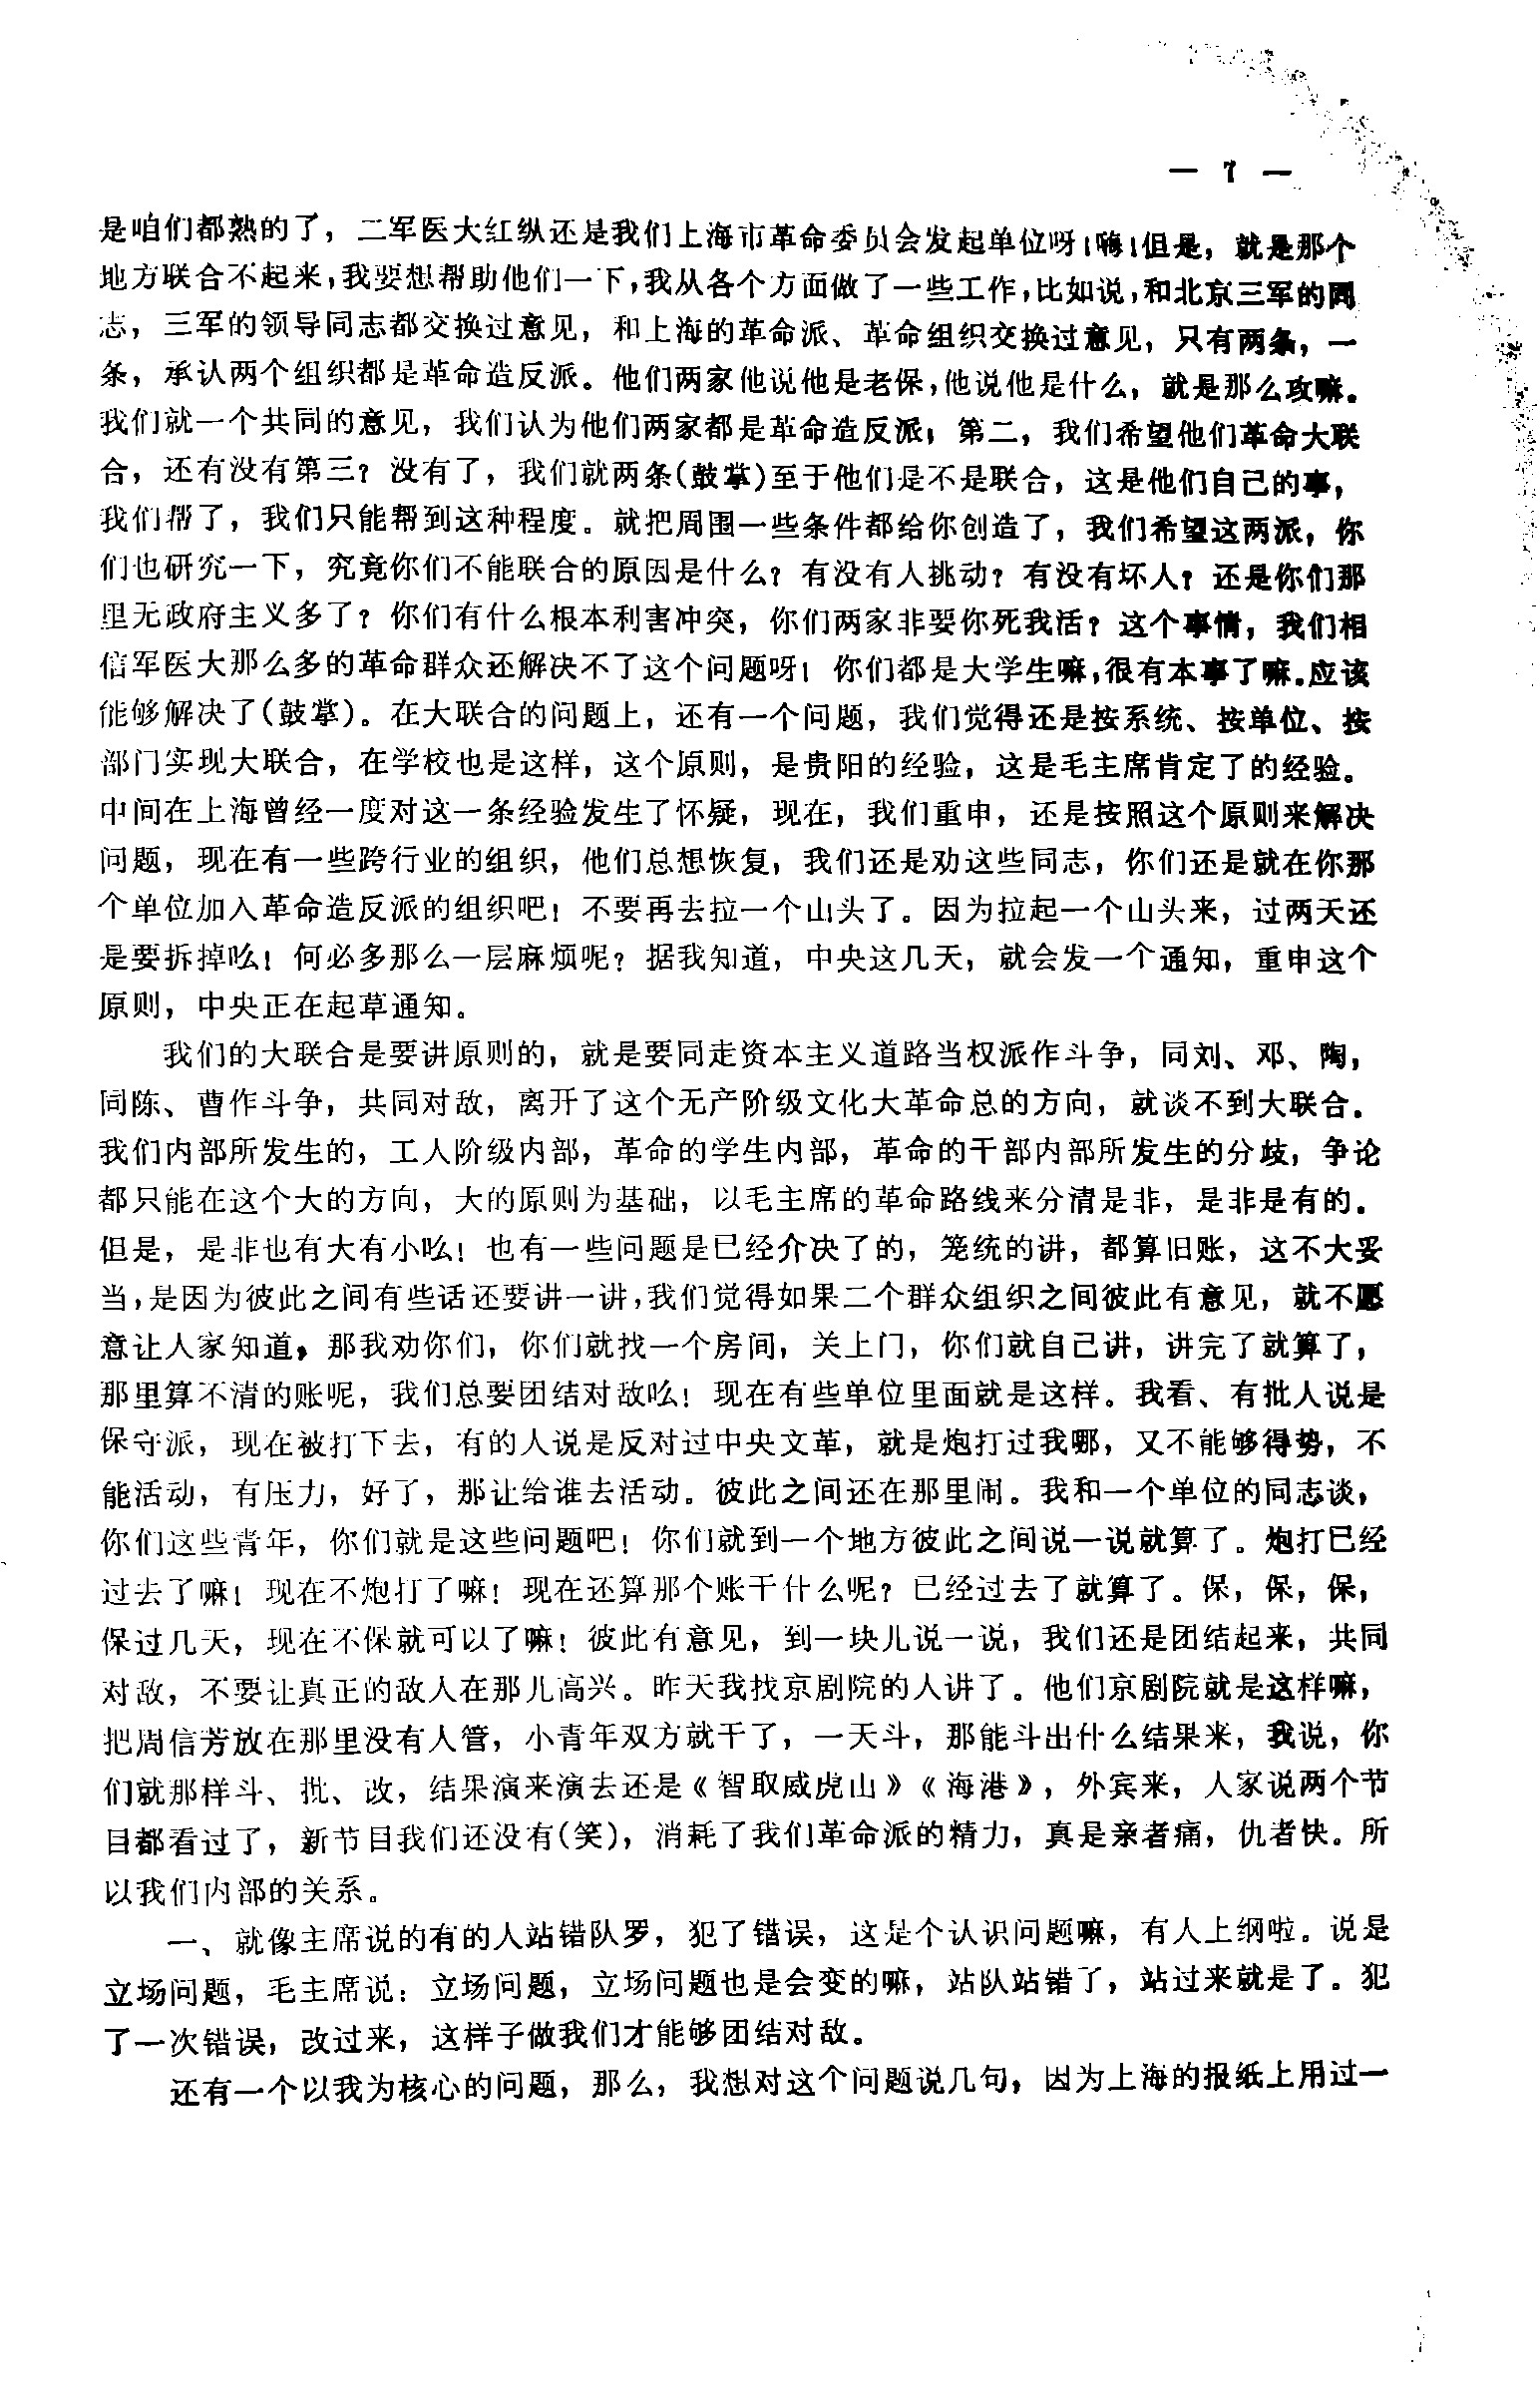 — 7 —
是咱们都熟的了，二军医大红纵还是我们上海市革命委员会发起单位呀！嗨！但是，就是那个
地方联合不起来，我要想帮助他们一下，我从各个方面做了一些工作，比如说，和北京三军的同
志，三军的领导同志都交换过意见，和上海的革命派、革命组织交换过意见，只有两条，一
条，承认两个组织都是革命造反派。他们两家他说他是老保，他说他是什么，就是那么攻嘛。
我们就一个共同的意见，我们认为他们两家都是革命造反派；第二，我们希望他们革命大联
合，还有没有第三？没有了，我们就两条(鼓掌)至于他们是不是联合，这是他们自己的事，
我们帮了，我们只能帮到这种程度。就把周围一些条件都给你创造了，我们希望这两派，你
们也研究一下，究竟你们不能联合的原因是什么？有没有人挑动？有没有坏人？还是你们那
里无政府主义多了？你们有什么根本利害冲突，你们两家非要你死我活？这个事情，我们相
信军医大那么多的革命群众还解决不了这个问题呀！你们都是大学生嘛，很有本事了嘛。应该
能够解决了(鼓掌)。在大联合的问题上，还有一个问题，我们觉得还是按系统、按单位、按
部门实现大联合，在学校也是这样，这个原则，是贵阳的经验，这是毛主席肯定了的经验。
中间在上海曾经一度对这一条经验发生了怀疑，现在，我们重申，还是按照这个原则来解决
问题，现在有一些跨行业的组织，他们总想恢复，我们还是劝这些同志，你们还是就在你那
个单位加入革命造反派的组织吧！不要再去拉一个山头了。因为拉起一个山头来，过两天还
是要拆掉吆！何必多那么一层麻烦呢？据我知道，中央这几天，就会发一个通知，重申这个
原则，中央正在起草通知。
我们的大联合是要讲原则的，就是要同走资本主义道路当权派作斗争，同刘、邓、陶，
同陈、曹作斗争，共同对敌，离开了这个无产阶级文化大革命总的方向，就谈不到大联合。
我们内部所发生的，工人阶级内部，革命的学生内部，革命的干部内部所发生的分歧，争论
都只能在这个大的方向，大的原则为基础，以毛主席的革命路线来分清是非，是非是有的。
但是，是非也有大有小吆！也有一些问题是已经介决了的，笼统的讲，都算旧账，这不大妥
当，是因为彼此之间有些话还要讲一讲，我们觉得如果二个群众组织之间彼此有意见，就不愿
意让人家知道，那我劝你们，你们就找一个房间，关上门，你们就自己讲，讲完了就算了，
那里算不清的账呢，我们总要团结对敌吆！现在有些单位里面就是这样。我看、有批人说是
保守派，现在被打下去，有的人说是反对过中央文革，就是炮打过我哪，又不能够得势，不
能活动，有压力，好了，那让给谁去活动。彼此之间还在那里闹。我和一个单位的同志谈，
你们这些青年，你们就是这些问题吧！你们就到一个地方彼此之间说一说就算了。炮打已经
过去了嘛！现在不炮打了嘛！现在还算那个账干什么呢？已经过去了就算了。保，保，保，
保过几天，现在不保就可以了嘛！彼此有意见，到一块儿说一说，我们还是团结起来，共同
对敌，不要让真正的敌人在那儿高兴。昨天我找京剧院的人讲了。他们京剧院就是这样嘛，
把周信芳放在那里没有人管，小青年双方就干了，一天斗，那能斗出什么结果来，我说，你
们就那样斗、批、改，结果演来演去还是《智取威虎山》《海港》，外宾来，人家说两个节
目都看过了，新节目我们还没有(笑)，消耗了我们革命派的精力，真是亲者痛，仇者快。所
以我们内部的关系。
一、就像主席说的有的人站错队罗，犯了错误，这是个认识问题嘛，有人上纲啦。说是
立场问题，毛主席说：立场问题，立场问题也是会变的嘛，站队站错了，站过来就是了。犯
了一次错误，改过来，这样子做我们才能够团结对敌。
还有一个以我为核心的问题，那么，我想对这个问题说几句，因为上海的报纸上用过一